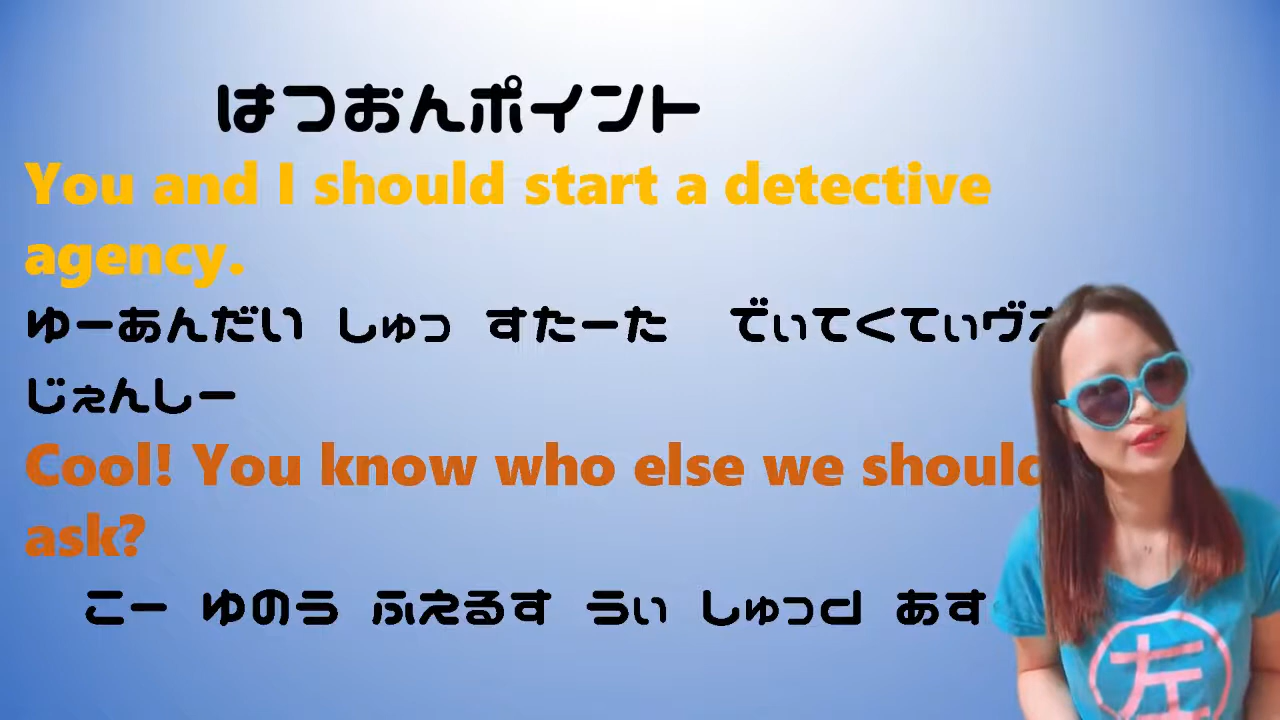 はつおんポイント
You and I should start a detective
agency.
ゆーあんだい しゅっ すたーた でぃてくてぃヴ
じぇんしー
Cool! You know who else we should
ask?
こー ゆのう ふえるす うぃ しゅっd あす
左